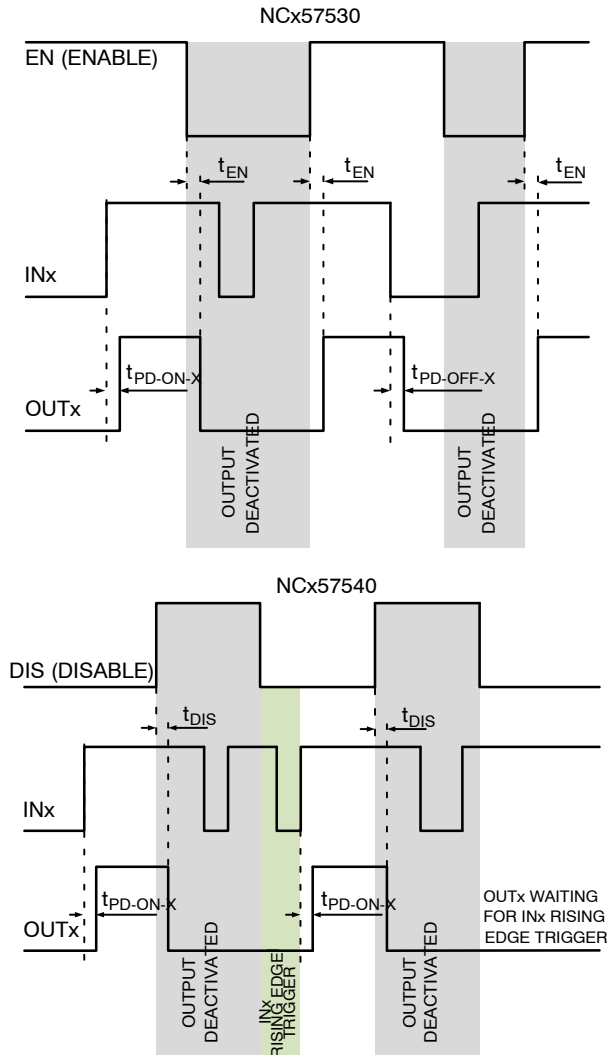 NCx57530
EN (ENABLE)
tEN
tEN
tEN
INx
tPD-ON-X
tPD-OFF-X
OUTx
OUTPUT
DEACTIVATED
OUTPUT
DEACTIVATED
NCx57540
DIS (DISABLE)
tDIS
tDIS
INx
tPD-ON-X
tPD-ON-X
OUTx
OUTx WAITING
FOR INx RISING
EDGE TRIGGER
OUTPUT
DEACTIVATED
INx
RISING EDGE
TRIGGER
OUTPUT
DEACTIVATED